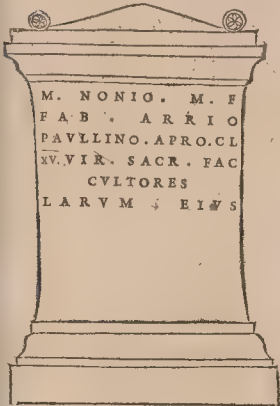 M. NONIO. M. F
FAB. ARRIO
PAVLLINO. APRO. CL
XV. VIR. SACR. FAC
CVLTORES
LARVM . EIVS